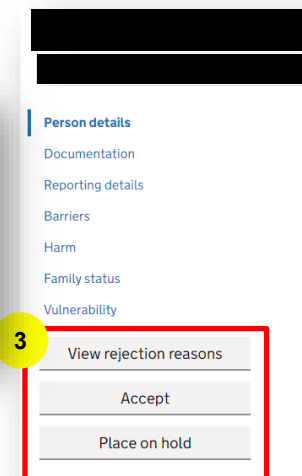 Person details
Documentation
Reporting details
Barriers
Harm
Family status
Vulnerability
3
View rejection reasons
Accept
Place on hold